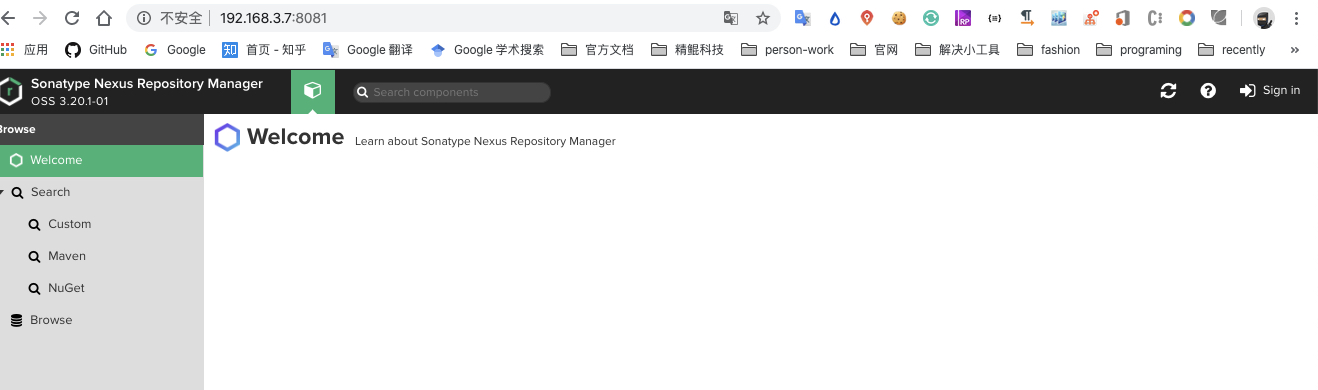 不安全 192.168.3.7:8081
应用 GitHub Google 首页 - 知乎 Google 翻译 Google 学术搜索 官方文档 精鲲科技 person-work 官网 解决小工具 fashion programing recently »
Sonatype Nexus Repository Manager
OSS 3.20.1-01
Search components
Sign in
Browse
Welcome
Search
Custom
Maven
NuGet
Browse
Welcome Learn about Sonatype Nexus Repository Manager